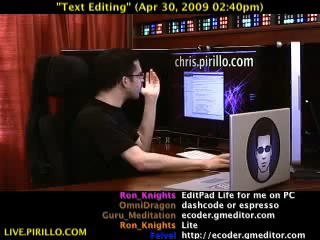 "Text Editing" (Apr 30, 2009 02:40pm)
chris.pirillo.com
Ron_Knights EditPad Life for me on PC
OmniDragon dashcode or espresso
Guru_Meditation ecoder.gmeditor.com
Ron_Knights Lite
LIVE.PIRILLO.COM Feivel http://ecoder.gmeditor.com